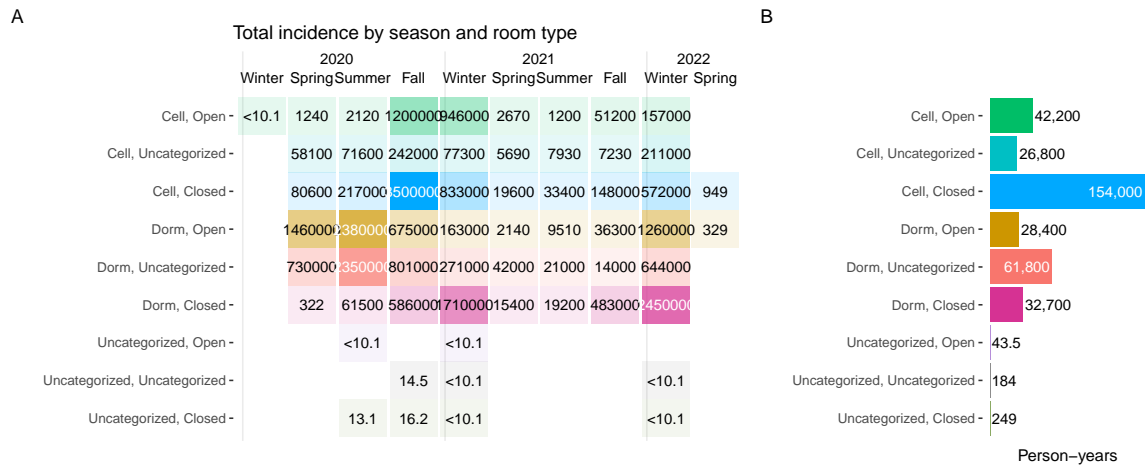 A
B
Total incidence by season and room type
2020 2021 2022
Winter Spring Summer Fall Winter Spring Summer Fall Winter Spring
Cell, Open <10.1 1240 2120 1200000 946000 2670 1200 51200 157000
Cell, Uncategorized 58100 71600 242000 77300 5690 7930 7230 211000
Cell, Closed 80600 217000 833000 19600 33400 148000 572000 949
Dorm, Open 1460000 2380000 675000 163000 2140 9510 36300 1260000 329
Dorm, Uncategorized 730000 2350000 801000 271000 42000 21000 14000 644000
Dorm, Closed 322 61500 586000 1710000 15400 19200 483000 2450000
Uncategorized, Open <10.1 <10.1
Uncategorized, Uncategorized 14.5 <10.1 <10.1
Uncategorized, Closed 13.1 16.2 <10.1 <10.1
Cell, Open 42,200
Cell, Uncategorized 26,800
Cell, Closed 154,000
Dorm, Open 28,400
Dorm, Uncategorized 61,800
Dorm, Closed 32,700
Uncategorized, Open 43.5
Uncategorized, Uncategorized 184
Uncategorized, Closed 249
Person−years